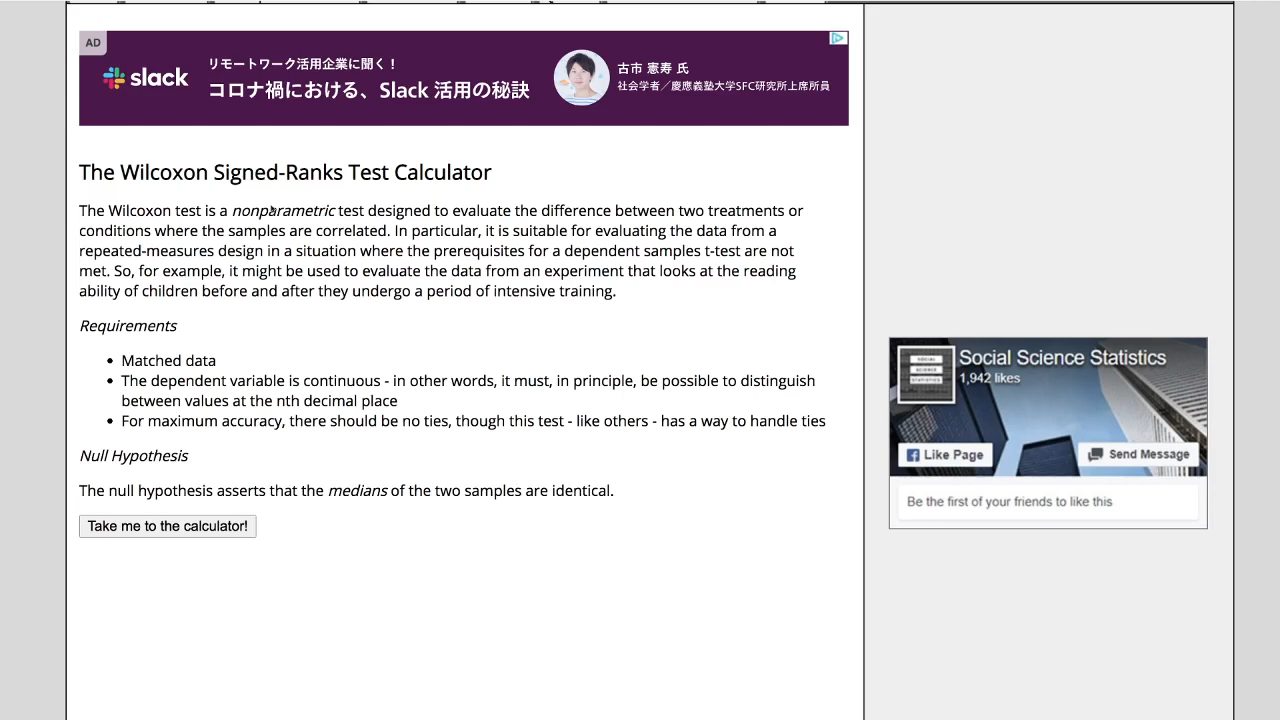 AD
slack
リモートワーク活用企業に聞く！
コロナ禍における、Slack 活用の秘訣
古市 憲寿 氏
社会学者／慶應義塾大学SFC研究所上席所員
The Wilcoxon Signed-Ranks Test Calculator
The Wilcoxon test is a nonparametric test designed to evaluate the difference between two treatments or
conditions where the samples are correlated. In particular, it is suitable for evaluating the data from a
repeated-measures design in a situation where the prerequisites for a dependent samples t-test are not
met. So, for example, it might be used to evaluate the data from an experiment that looks at the reading
ability of children before and after they undergo a period of intensive training.
Requirements
• Matched data
• The dependent variable is continuous - in other words, it must, in principle, be possible to distinguish
between values at the nth decimal place
• For maximum accuracy, there should be no ties, though this test - like others - has a way to handle ties
Null Hypothesis
The null hypothesis asserts that the medians of the two samples are identical.
Take me to the calculator!
SOCIAL
SCIENCE
STATISTICS
Social Science Statistics
1,942 likes
Like Page
Send Message
Be the first of your friends to like this